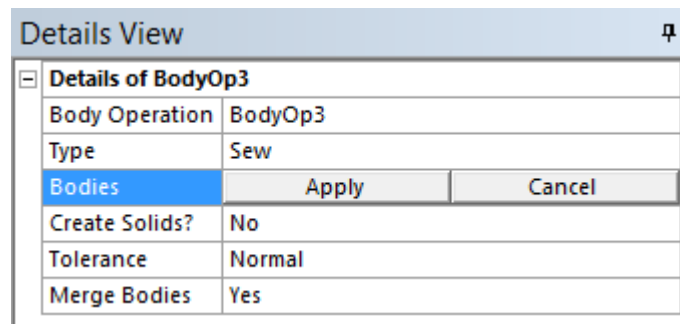 Details View
Details of BodyOp3
Body Operation BodyOp3
Type Sew
Bodies Apply Cancel
Create Solids? No
Tolerance Normal
Merge Bodies Yes